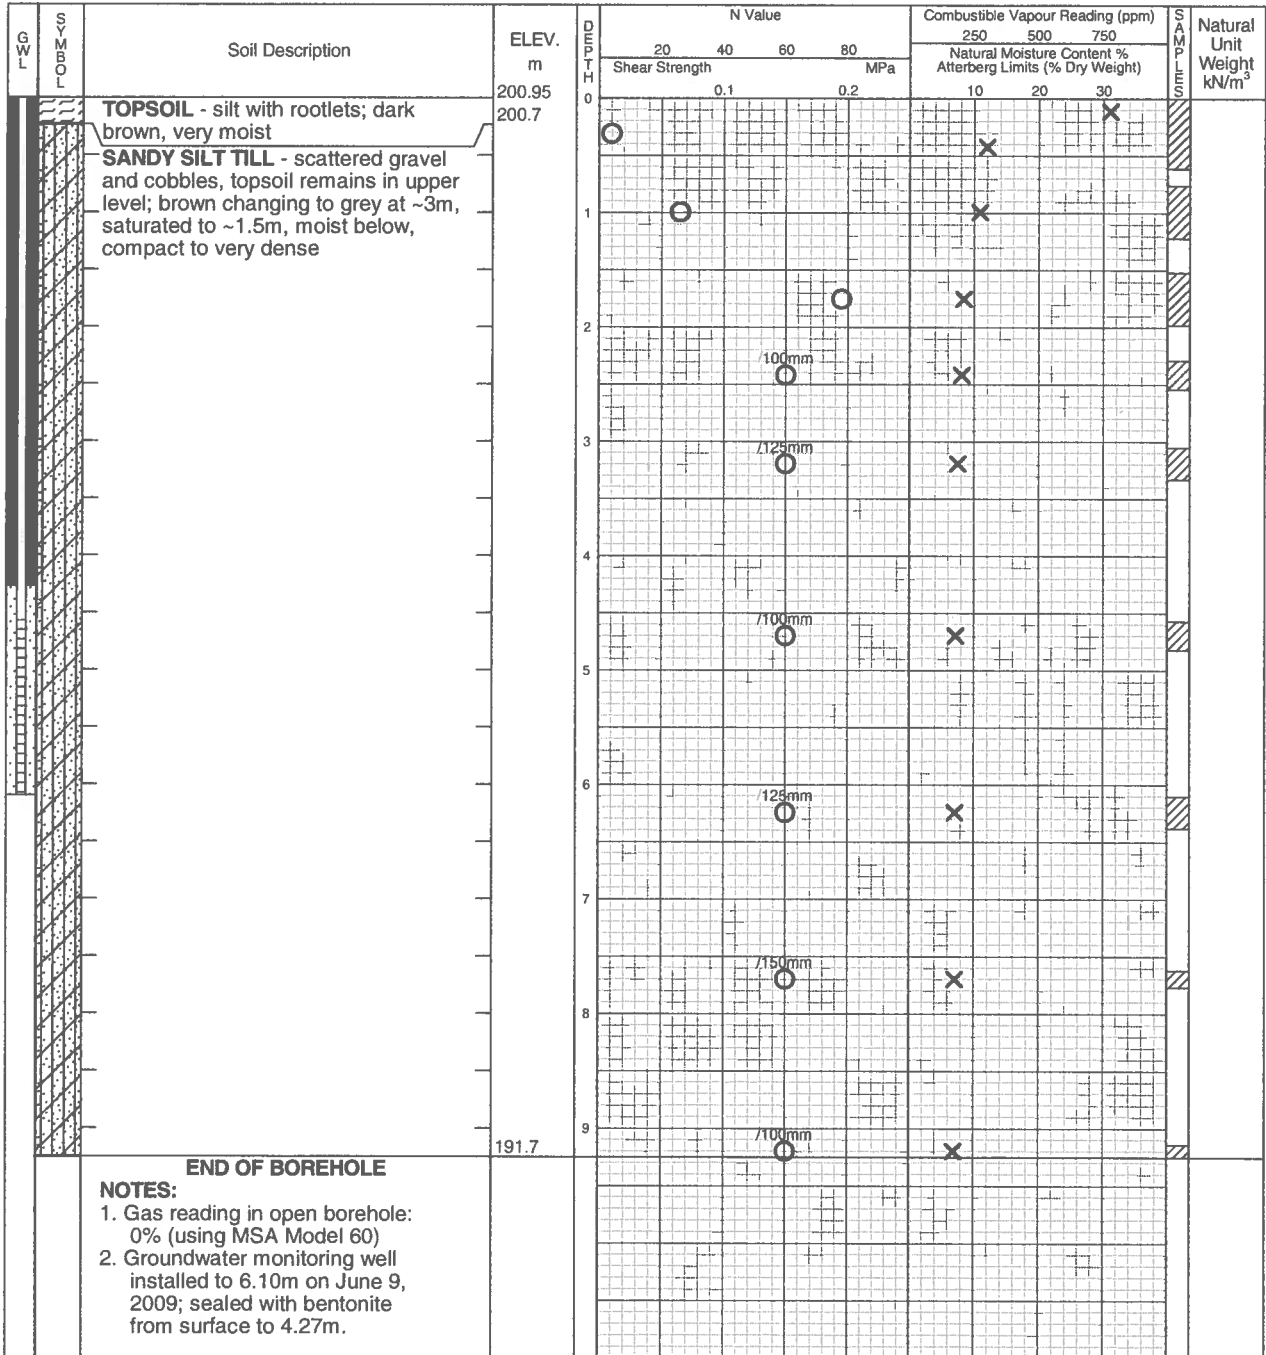 GWL
SYMBOL
Soil Description
ELEV.
m
DEPTH
N Value
20 40 60 80
Shear Strength MPa
0.1 0.2
Combustible Vapour Reading (ppm)
250 500 750
Natural Moisture Content %
Atterberg Limits (% Dry Weight)
10 20 30
SAMPLES
Natural
Unit
Weight
kN/m³
200.95
0
TOPSOIL - silt with rootlets; dark
brown, very moist
200.7
SANDY SILT TILL - scattered gravel
and cobbles, topsoil remains in upper
level; brown changing to grey at ~3m,
saturated to ~1.5m, moist below,
compact to very dense
1
2
/100mm
3
/125mm
4
/100mm
5
6
/125mm
7
/150mm
8
9
/100mm
191.7
END OF BOREHOLE
NOTES:
1. Gas reading in open borehole:
0% (using MSA Model 60)
2. Groundwater monitoring well
installed to 6.10m on June 9,
2009; sealed with bentonite
from surface to 4.27m.